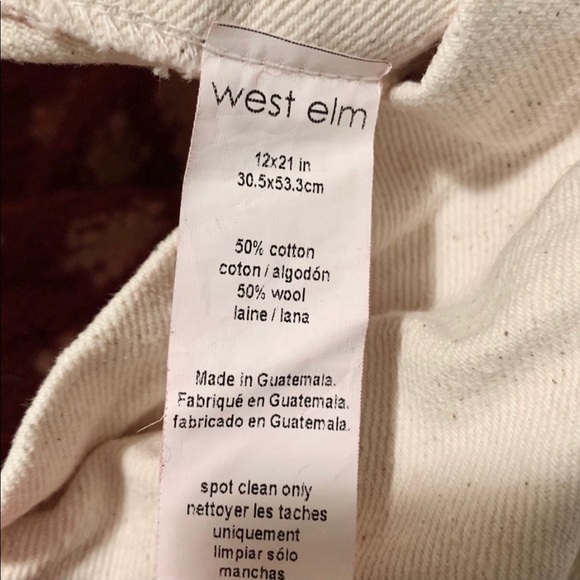 west elm
12x21 in
30.5x53.3cm
50% cotton
coton / algodón
50% wool
laine / lana
Made in Guatemala.
Fabriqué en Guatemala.
fabricado en Guatemala.
spot clean only
nettoyer les taches
uniquement
limpiar sólo
manchas